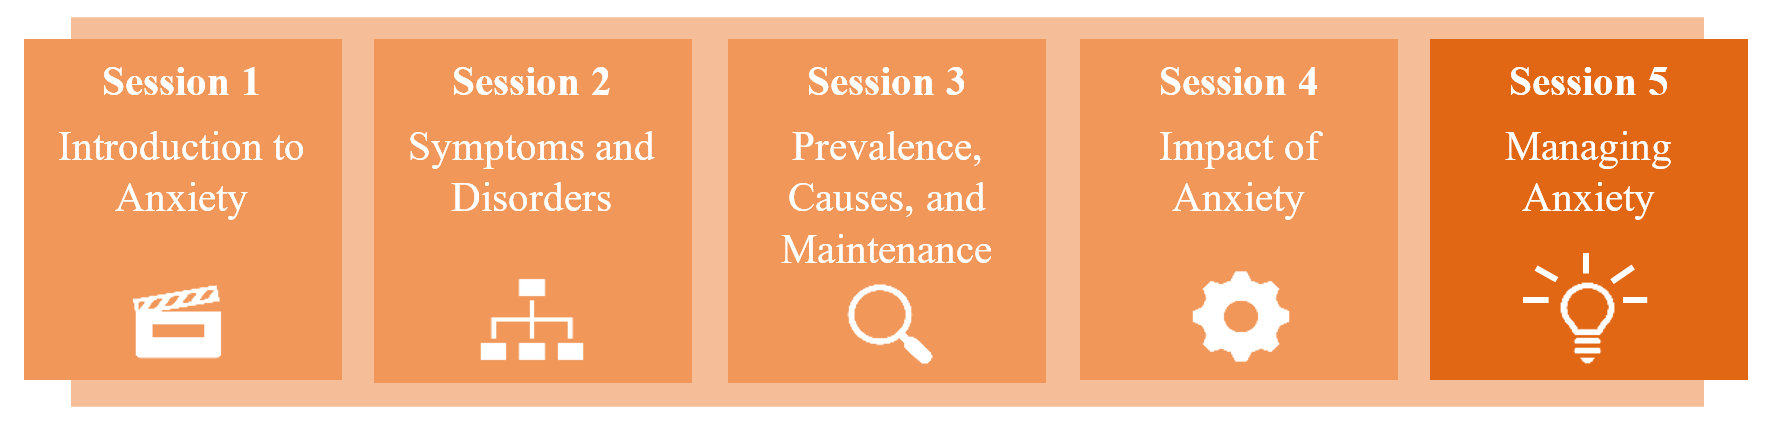 Session 1
Introduction to
Anxiety
Session 2
Symptoms and
Disorders
Session 3
Prevalence,
Causes, and
Maintenance
Session 4
Impact of
Anxiety
Session 5
Managing
Anxiety